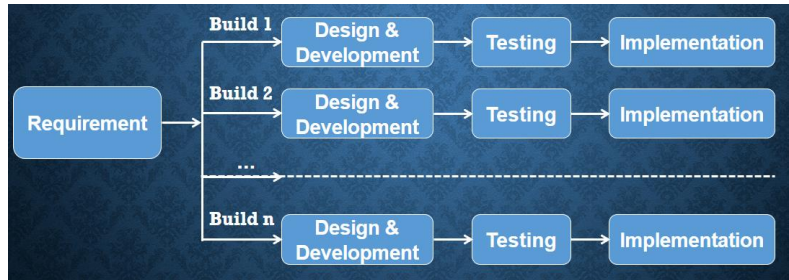 Build 1
Design &
Development
Testing
Implementation
Requirement
Build 2
Design &
Development
Testing
Implementation
...
Build n
Design &
Development
Testing
Implementation